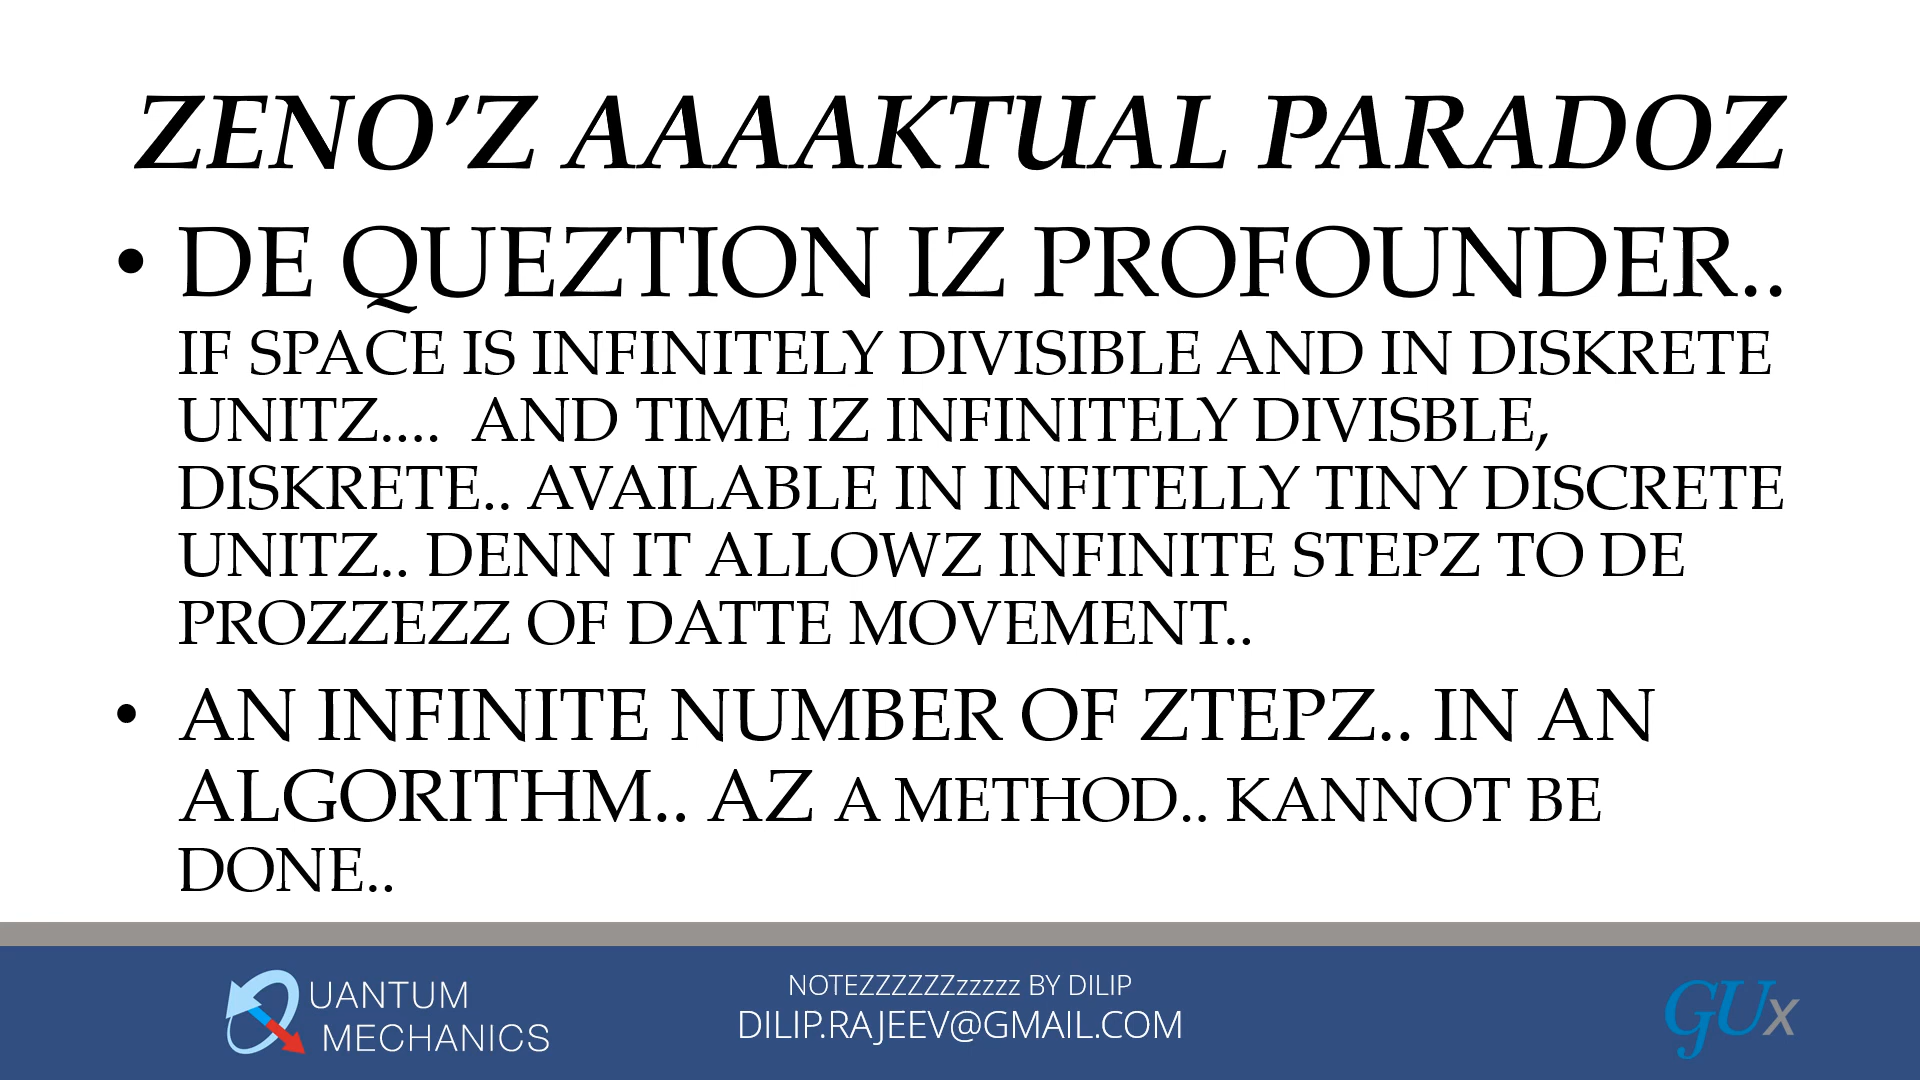 ZENO’Z AAAAKTUAL PARADOZ
• DE QUEZTION IZ PROFOUNDER..
IF SPACE IS INFINITELY DIVISIBLE AND IN DISKRETE
UNITZ.... AND TIME IZ INFINITELY DIVISBLE,
DISKRETE.. AVAILABLE IN INFITELLY TINY DISCRETE
UNITZ.. DENN IT ALLOWZ INFINITE STEPZ TO DE
PROZZEZZ OF DATTE MOVEMENT..
• AN INFINITE NUMBER OF ZTEPZ.. IN AN
ALGORITHM.. AZ A METHOD.. KANNOT BE
DONE..
QUANTUM
MECHANICS
NOTEZZZZZZzzzzz BY DILIP
DILIP.RAJEEV@GMAIL.COM
GUx